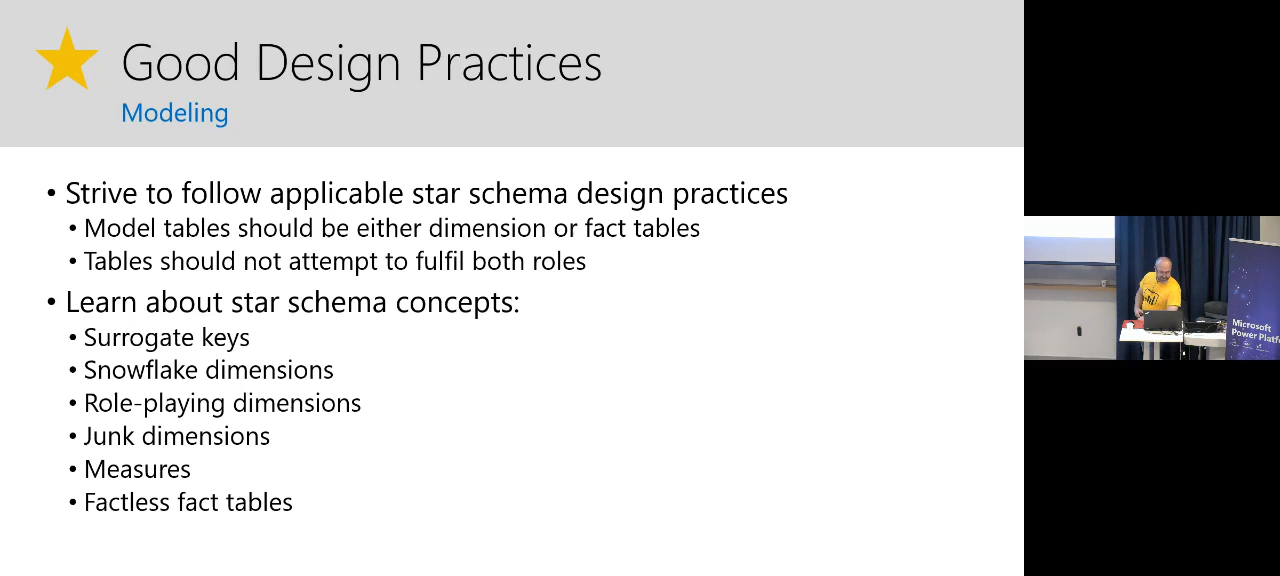 Good Design Practices
Modeling
• Strive to follow applicable star schema design practices
• Model tables should be either dimension or fact tables
• Tables should not attempt to fulfil both roles
• Learn about star schema concepts:
• Surrogate keys
• Snowflake dimensions
• Role-playing dimensions
• Junk dimensions
• Measures
• Factless fact tables
Microsoft
Power Platf